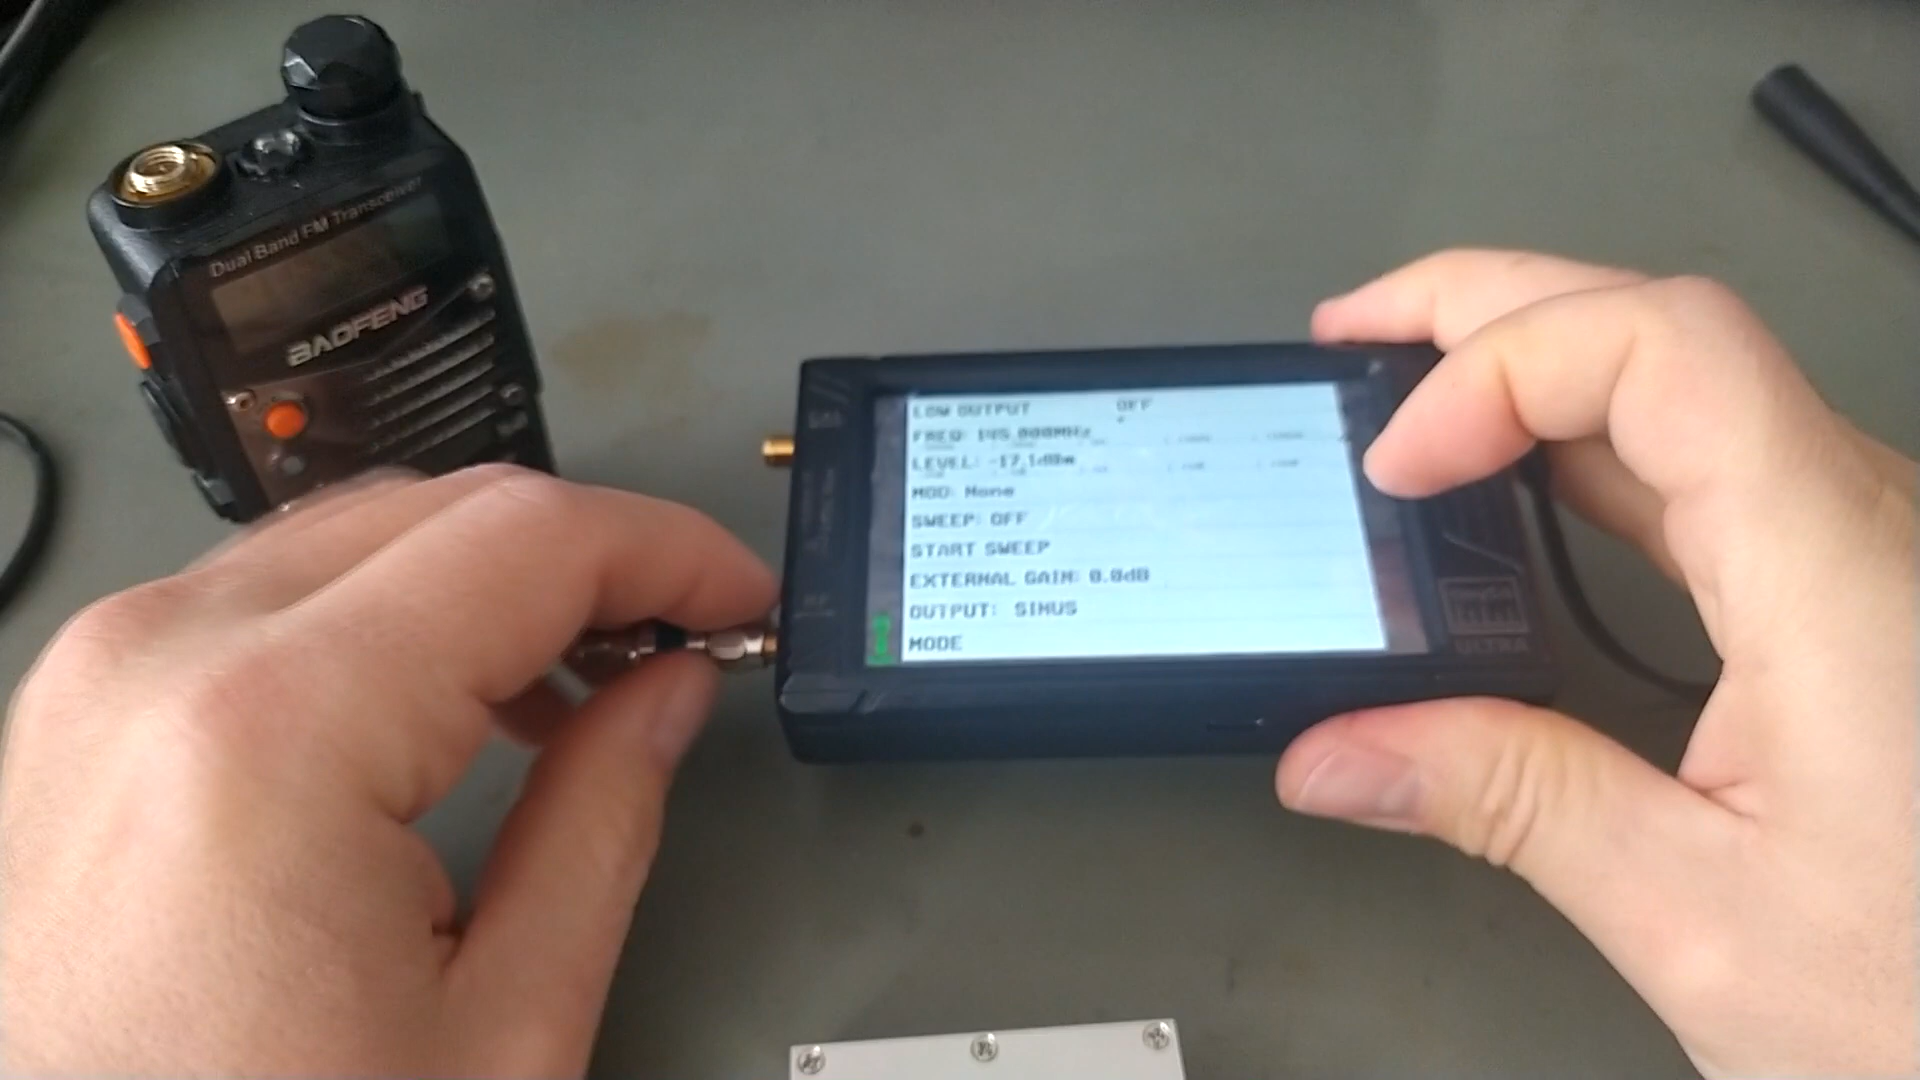 Dual Band FM Transceiver
BAOFENG
LOW OUTPUT OFF
FREQ: 145.000MHz
LEVEL: -17.1dBm
MOD: None
SWEEP: OFF
START SWEEP
EXTERNAL GAIN: 0.0dB
OUTPUT: SINUS
MODE
RF
ULTRA